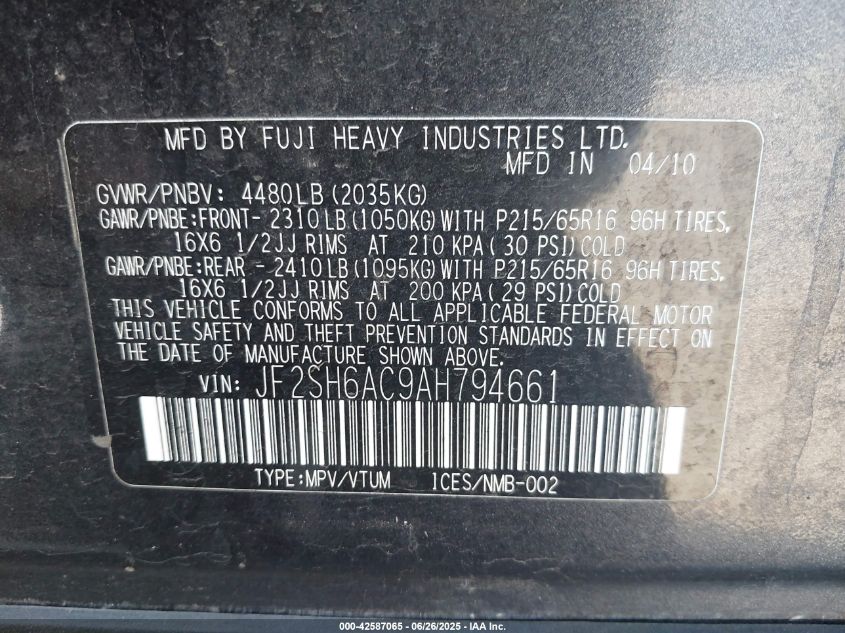 MFD BY FUJI HEAVY INDUSTRIES LTD.
MFD IN 04/10
GVWR/PNBV: 4480LB(2035KG)
GAWR/PNBE:FRONT- 2310LB(1050KG)WITH P215/65R16 96H TIRES,
16X6 1/2JJ RIMS AT 210 KPA(30 PSI)COLD
GAWR/PNBE:REAR - 2410LB(1095KG)WITH P215/65R16 96H TIRES.
16X6 1/2JJ RIMS AT 200 KPA(29 PSI)COLD
THIS VEHICLE CONFORMS TO ALL APPLICABLE FEDERAL MOTOR
VEHICLE SAFETY AND THEFT PREVENTION STANDARDS IN EFFECT ON
THE DATE OF MANUFACTURE SHOWN ABOVE.
VIN: JF2SH6AC9AH794661
TYPE:MPV/VTUM ICES/NMB-002
000-42587065 - 06/26/2025 - IAA Inc.